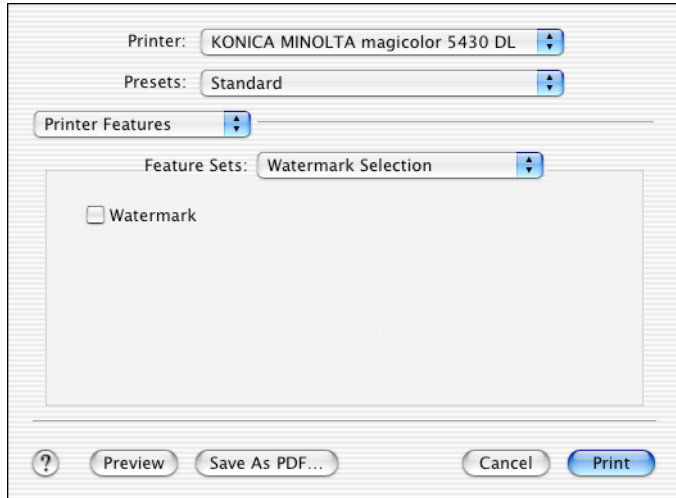 Printer: KONICA MINOLTA magicolor 5430 DL
Presets: Standard
Printer Features
Feature Sets: Watermark Selection
Watermark
? Preview Save As PDF... Cancel Print